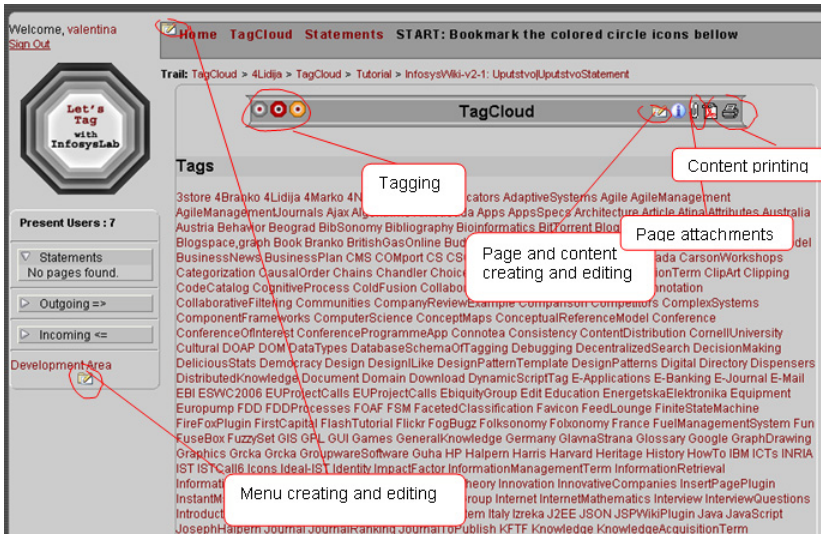 Welcome, valentina
Sign Out
Home TagCloud Statements START: Bookmark the colored circle icons bellow
Trail: TagCloud > 4Lidija > TagCloud > Tutorial > InfosysWiki-v2-1: Uputstvo|UputstvoStatement
Let's
Tag
with
InfosysLab
TagCloud
Tagging
Content printing
Page attachments
Page and content
creating and editing
Menu creating and editing
Present Users : 7
Statements
No pages found.
Outgoing =>
Incoming <=
Development Area
Tags
3store 4Branko 4Lidija 4Marko AdaptiveSystems Agile AgileManagement
AgileManagementJournals Ajax Apps AppsSpecs Architecture Article Atina Attributes Australia
Austria Behavior Beograd BibSonomy Bibliography Bioinformatics BitTorrent
Blogspace,graph Book Branko BritishGasOnline
BusinessNews BusinessPlan CMS COMport CS CarsonWorkshops
Categorization CausalOrder Chains Chandler ClipArt Clipping
CodeCatalog CognitiveProcess ColdFusion
CollaborativeFiltering Communities CompanyReviewExample Comparison Competitors ComplexSystems
ComponentFrameworks ComputerScience ConceptMaps ConceptualReferenceModel Conference
ConferenceOfInterest ConferenceProgrammeApp Connotea Consistency ContentDistribution CornellUniversity
Cultural DOAP DOM DataTypes DatabaseSchemaOfTagging Debugging DecentralizedSearch DecisionMaking
DeliciousStats Democracy Design DesignILike DesignPatternTemplate DesignPatterns Digital Directory Dispensers
DistributedKnowledge Document Domain Download DynamicScriptTag E-Applications E-Banking E-Journal E-Mail
EBI ESWC2006 EUProjectCalls EUProjectCalls EbiquityGroup Edit Education EnergetskaElektronika Equipment
Europump FDD FDDProcesses FOAF FSM FacetedClassification Favicon FeedLounge FiniteStateMachine
FireFoxPlugin FirstCapital FlashTutorial Flickr FogBugz Folksonomy Folxonomy France FuelManagementSystem Fun
FuseBox FuzzySet GIS GPL GUI Games GeneralKnowledge Germany GlavnaStrana Glossary Google GraphDrawing
Graphics Grcka Grcka GroupwareSoftware Guha HP Halpern Harris Harvard Heritage History HowTo IBM ICTs INRIA
IST ISTCall6 Icons Ideal-IST Identity ImpactFactor InformationManagementTerm InformationRetrieval
Innovation InnovativeCompanies InsertPagePlugin
Internet InternetMathematics Interview InterviewQuestions
Italy Izreka J2EE JSON JSPWikiPlugin Java JavaScript
JosephHalpern Journal JournalRanking JournalToPublish KFTF Knowledge KnowledgeAcquisitionTerm